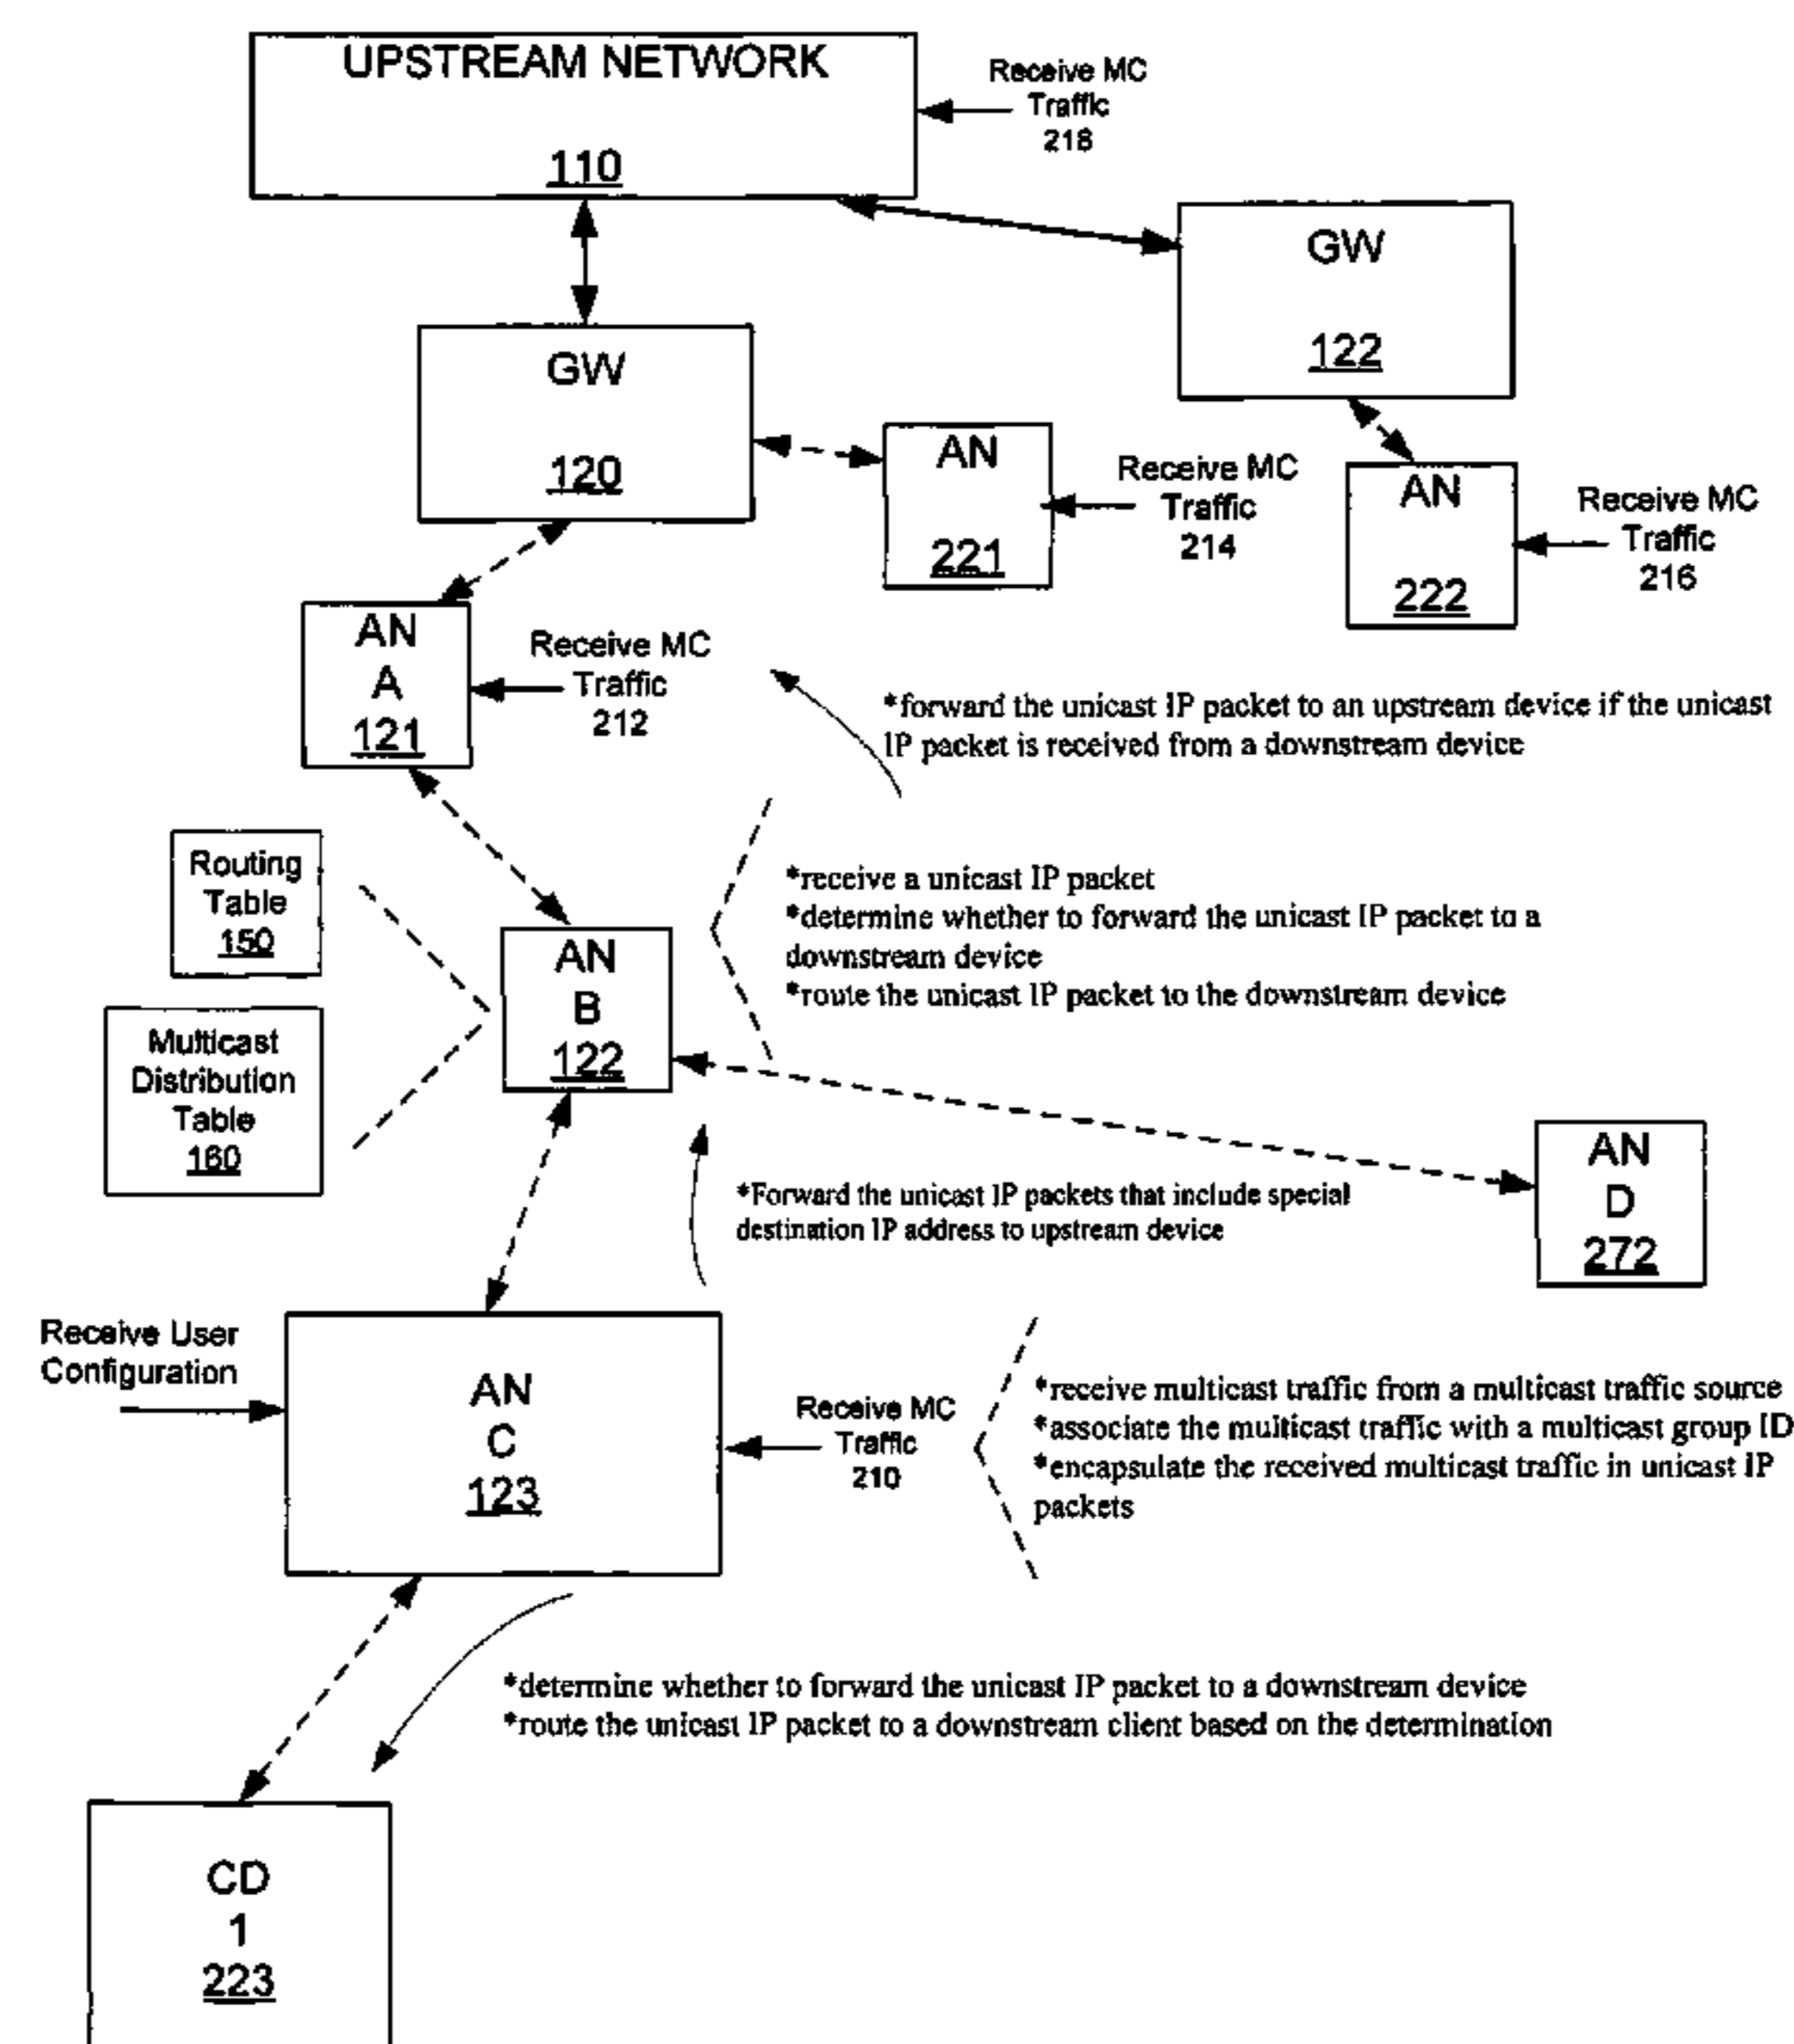 UPSTREAM NETWORK
110
Receive MC
Traffic
218
GW
122
GW
120
AN
221
Receive MC
Traffic
214
AN
222
Receive MC
Traffic
216
AN
A
121
Receive MC
Traffic
212
*forward the unicast IP packet to an upstream device if the unicast
IP packet is received from a downstream device
Routing
Table
150
Multicast
Distribution
Table
160
AN
B
122
*receive a unicast IP packet
*determine whether to forward the unicast IP packet to a
downstream device
*route the unicast IP packet to the downstream device
AN
D
272
*Forward the unicast IP packets that include special
destination IP address to upstream device
Receive User
Configuration
AN
C
123
Receive MC
Traffic
210
*receive multicast traffic from a multicast traffic source
*associate the multicast traffic with a multicast group ID
*encapsulate the received multicast traffic in unicast IP
packets
*determine whether to forward the unicast IP packet to a downstream device
*route the unicast IP packet to a downstream client based on the determination
CD
1
223